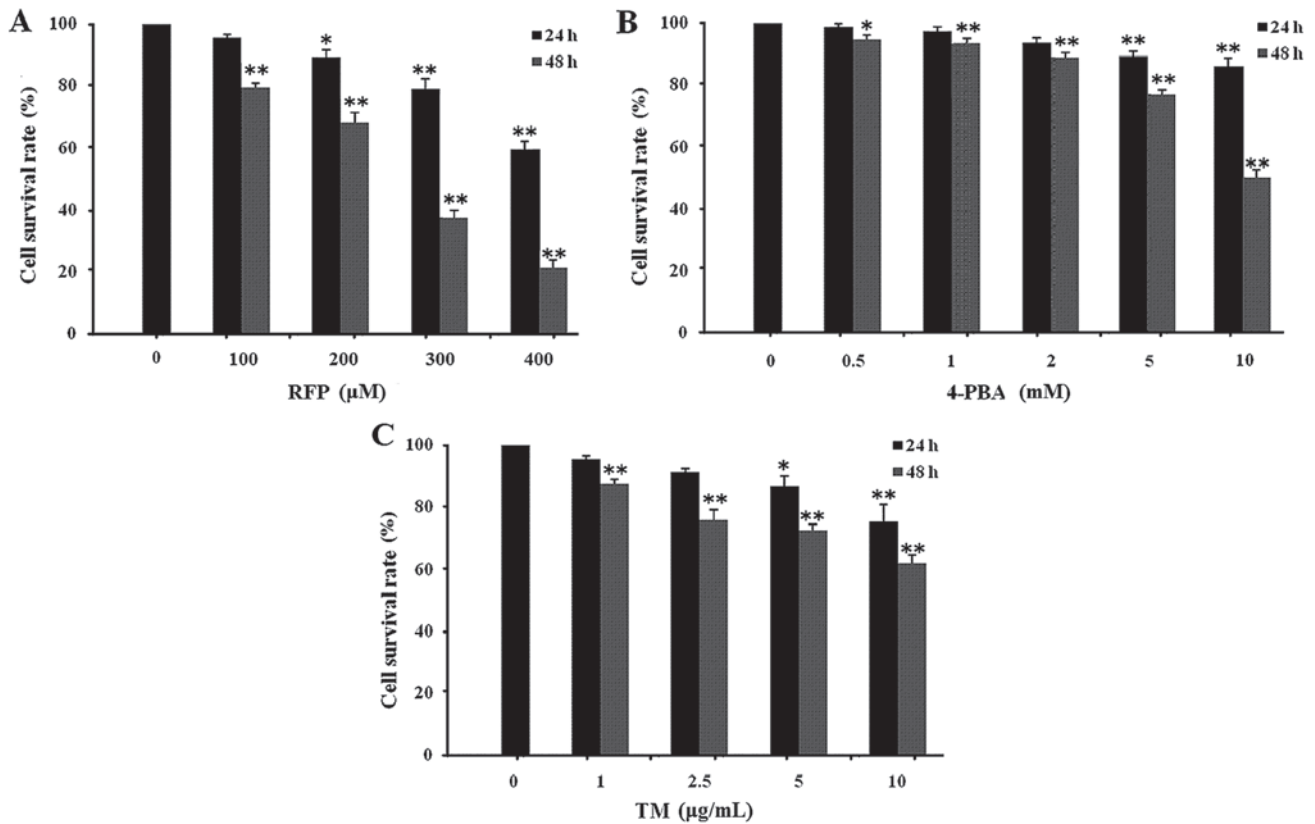 A
100
80
60
40
20
0
Cell survival rate (%)
24 h
48 h
*
**
**
**
**
**
**
0 100 200 300 400
RFP (μM)
B
100
80
60
40
20
0
Cell survival rate (%)
24 h
48 h
*
**
**
**
**
**
**
0 0.5 1 2 5 10
4-PBA (mM)
C
100
80
60
40
20
0
Cell survival rate (%)
24 h
48 h
**
**
*
**
**
**
0 1 2.5 5 10
TM (μg/mL)